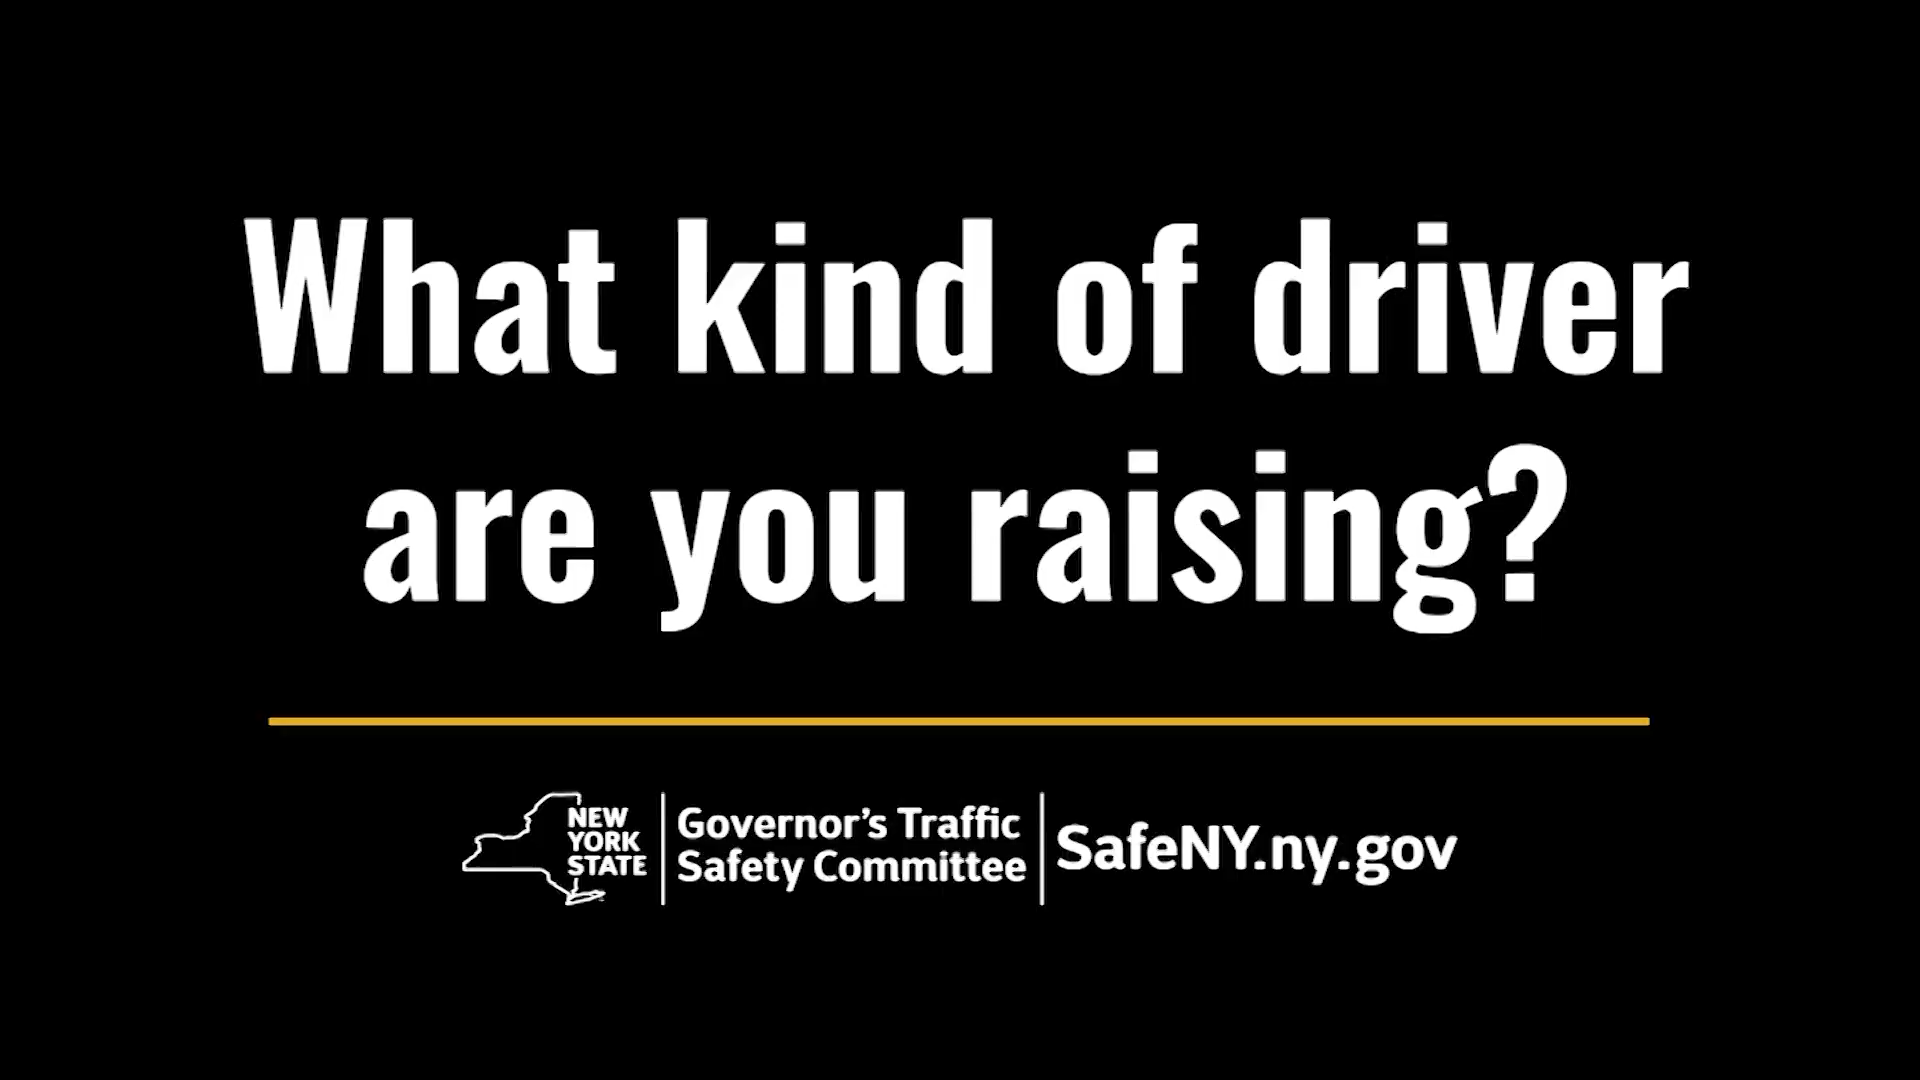 What kind of driver
are you raising?
NEW
YORK
STATE
Governor's Traffic
Safety Committee
SafeNY.ny.gov